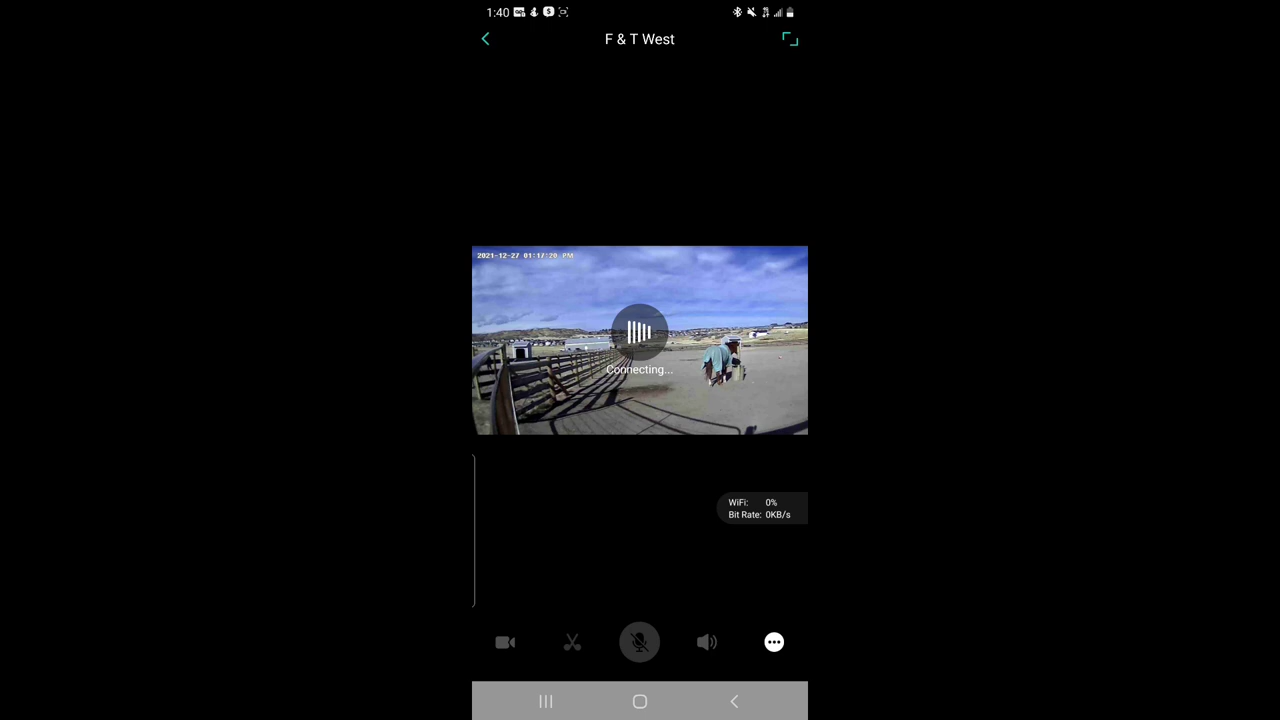 1:40
F & T West
2021-12-27 01:17:20 PM
Connecting...
WiFi: 0%
Bit Rate: 0KB/s